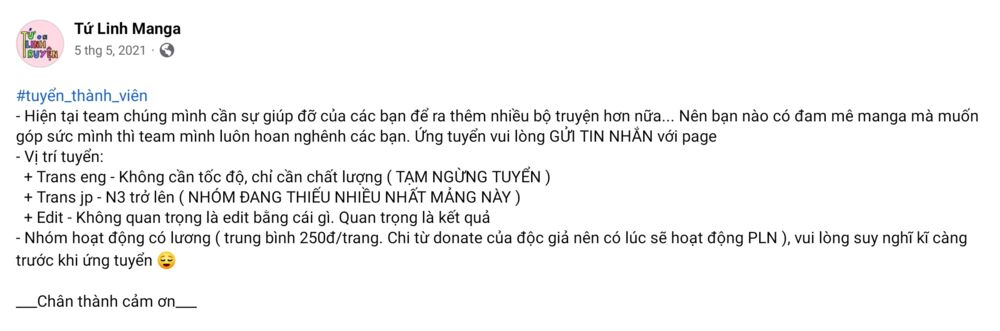 TỨ
LINH
TRUYỆN
Tứ Linh Manga
5 thg 5, 2021 ·
#tuyển_thành_viên
- Hiện tại team chúng mình cần sự giúp đỡ của các bạn để ra thêm nhiều bộ truyện hơn nữa... Nên bạn nào có đam mê manga mà muốn
góp sức mình thì team mình luôn hoan nghênh các bạn. Ứng tuyển vui lòng GỬI TIN NHẮN với page
- Vị trí tuyển:
+ Trans eng - Không cần tốc độ, chỉ cần chất lượng ( TẠM NGỪNG TUYỂN )
+ Trans jp - N3 trở lên ( NHÓM ĐANG THIẾU NHIỀU NHẤT MẢNG NÀY )
+ Edit - Không quan trọng là edit bằng cái gì. Quan trọng là kết quả
- Nhóm hoạt động có lương ( trung bình 250đ/trang. Chi từ donate của độc giả nên có lúc sẽ hoạt động PLN ), vui lòng suy nghĩ kĩ càng
trước khi ứng tuyển 😌
___Chân thành cảm ơn___